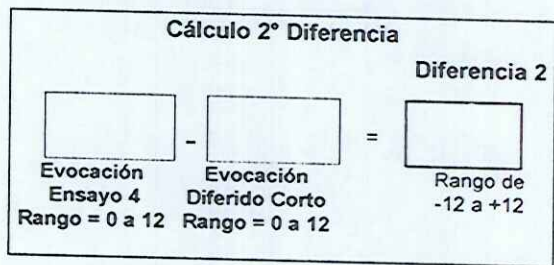 Cálculo 2° Diferencia
Diferencia 2
- =
Evocación Evocación Rango de
Ensayo 4 Diferido Corto -12 a +12
Rango = 0 a 12 Rango = 0 a 12